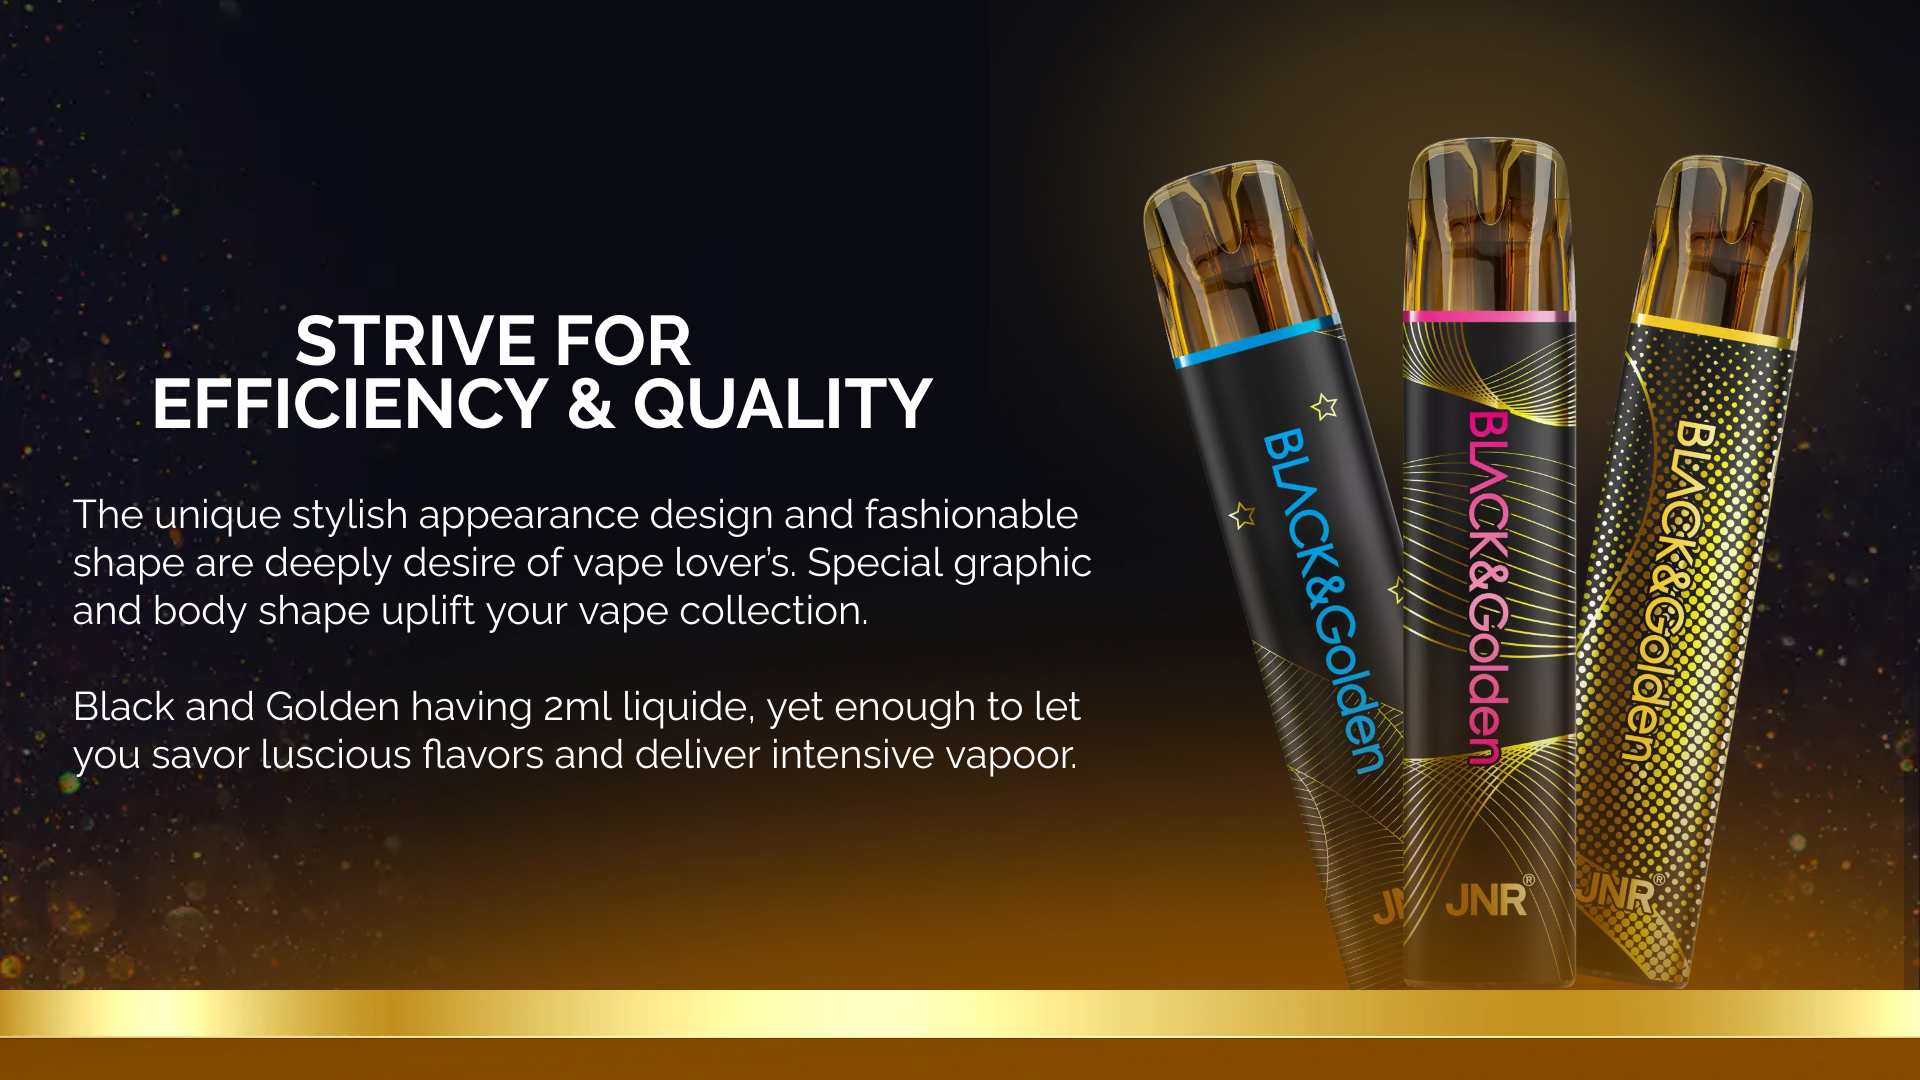 STRIVE FOR
EFFICIENCY & QUALITY
The unique stylish appearance design and fashionable
shape are deeply desire of vape lover's. Special graphic
and body shape uplift your vape collection.
Black and Golden having 2ml liquide, yet enough to let
you savor luscious flavors and deliver intensive vapoor.
BLACK&Golden
BLACK&Golden
JNR®
BLACK&Golden
JNR®